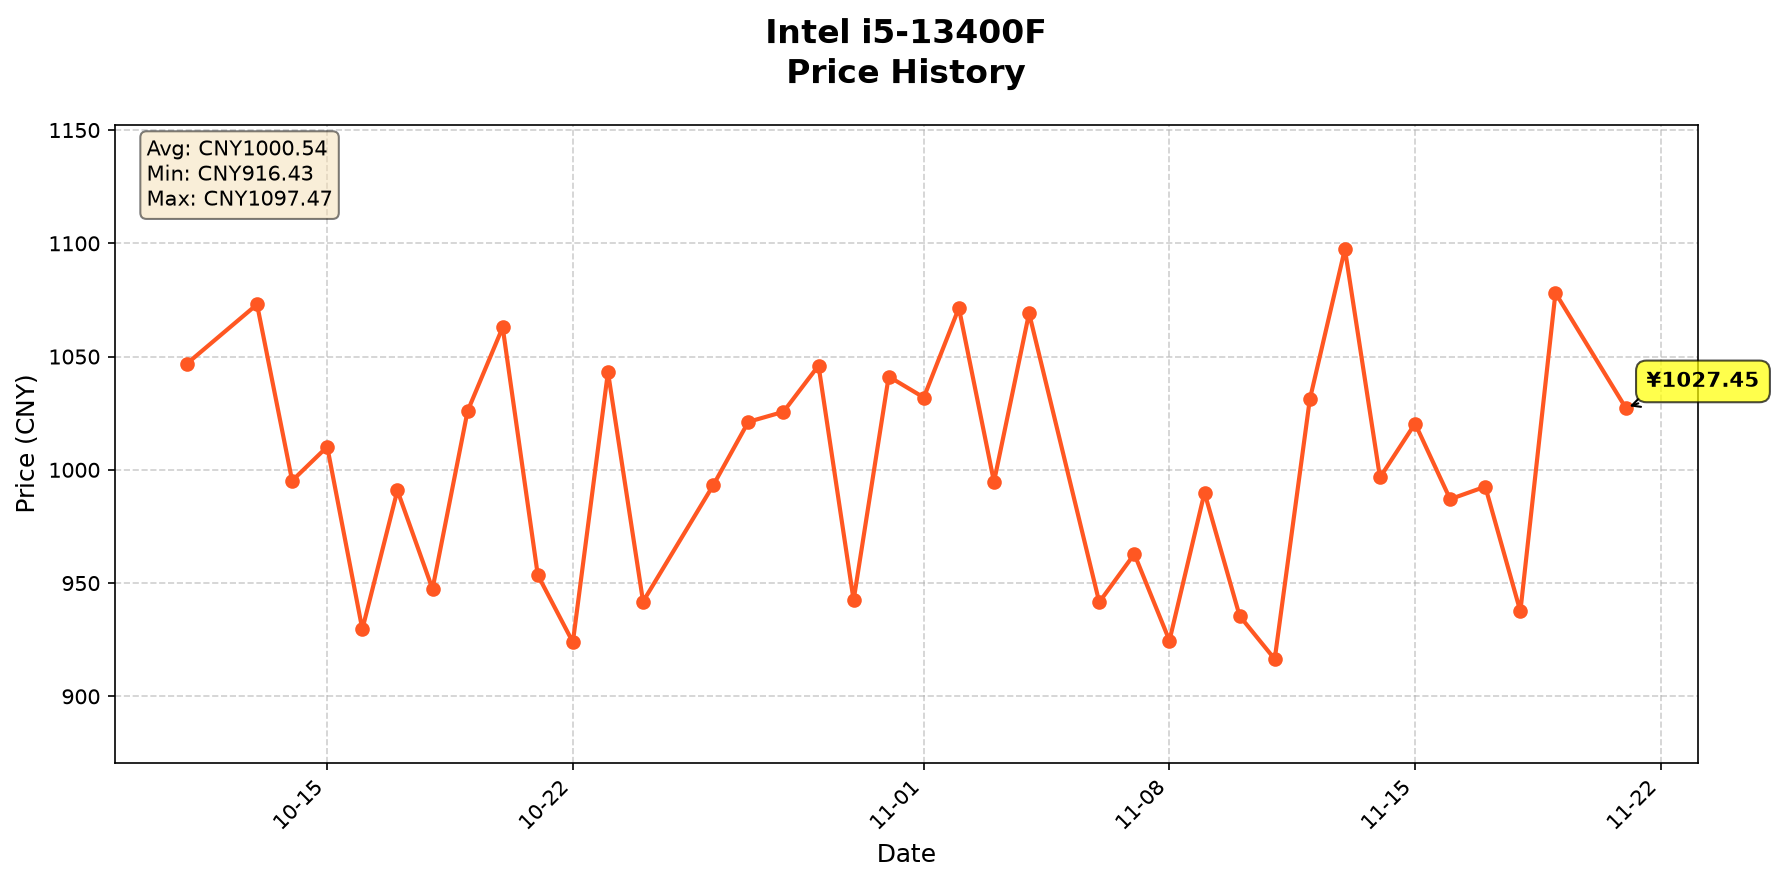 Intel i5-13400F
Price History
Avg: CNY1000.54
Min: CNY916.43
Max: CNY1097.47
¥1027.45
Price (CNY)
1150
1100
1050
1000
950
900
10-15
10-22
11-01
11-08
11-15
11-22
Date